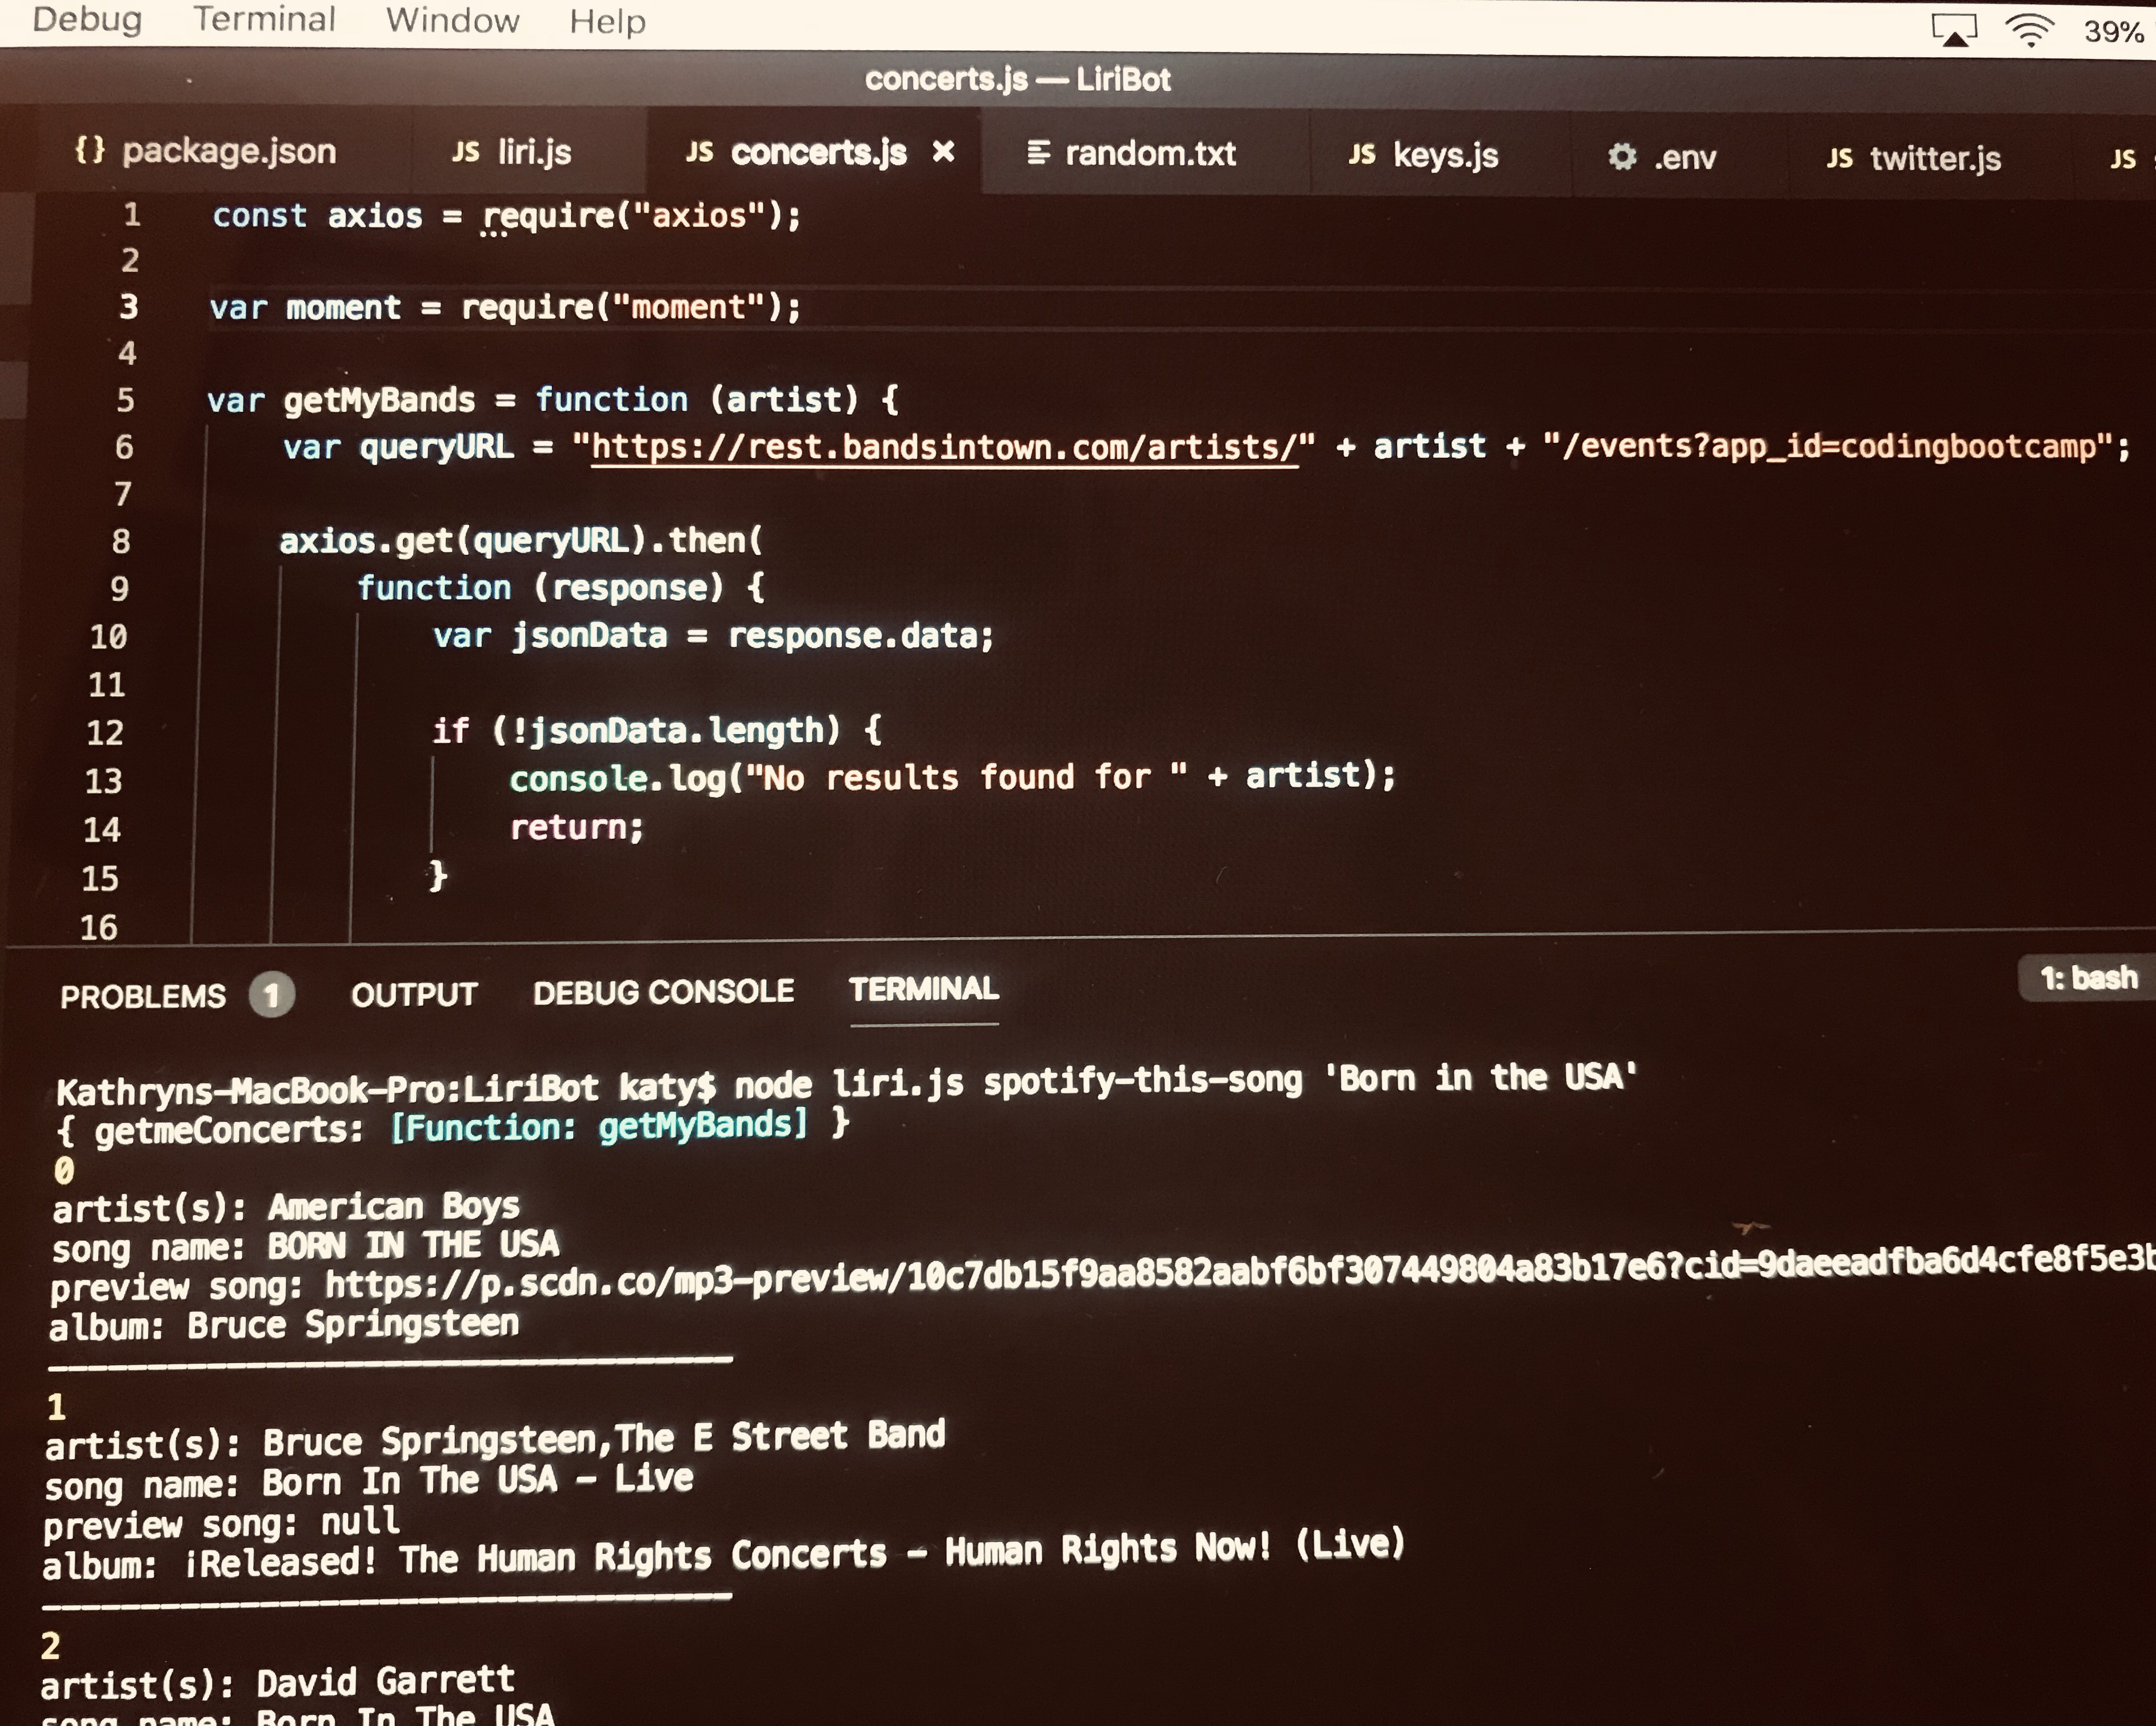 Debug Terminal Window Help 39%
concerts.js — LiriBot
{} package.json JS liri.js JS concerts.js × random.txt JS keys.js .env JS twitter.js JS
1 const axios = require("axios");
2
3 var moment = require("moment");
4
5 var getMyBands = function (artist) {
6 var queryURL = "https://rest.bandsintown.com/artists/" + artist + "/events?app_id=codingbootcamp";
7
8 axios.get(queryURL).then(
9 function (response) {
10 var jsonData = response.data;
11
12 if (!jsonData.length) {
13 console.log("No results found for " + artist);
14 return;
15 }
16
PROBLEMS 1 OUTPUT DEBUG CONSOLE TERMINAL 1: bash
Kathryns-MacBook-Pro:LiriBot katy$ node liri.js spotify-this-song 'Born in the USA'
{ getmeConcerts: [Function: getMyBands] }
0
artist(s): American Boys
song name: BORN IN THE USA
preview song: https://p.scdn.co/mp3-preview/10c7db15f9aa8582aabf6bf307449804a83b17e6?cid=9daeeadfba6d4cfe8f5e3b
album: Bruce Springsteen
-----------------------------------
1
artist(s): Bruce Springsteen,The E Street Band
song name: Born In The USA - Live
preview song: null
album: ¡Released! The Human Rights Concerts - Human Rights Now! (Live)
-----------------------------------
2
artist(s): David Garrett
song name: Born In The USA